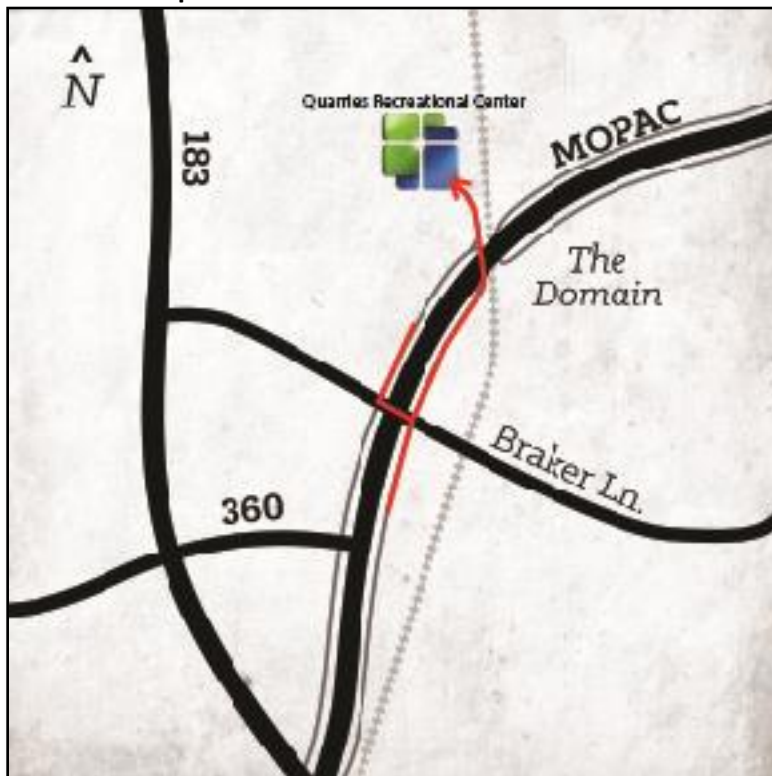 N
183
Quarries Recreational Center
MOPAC
The
Domain
Braker Ln.
360